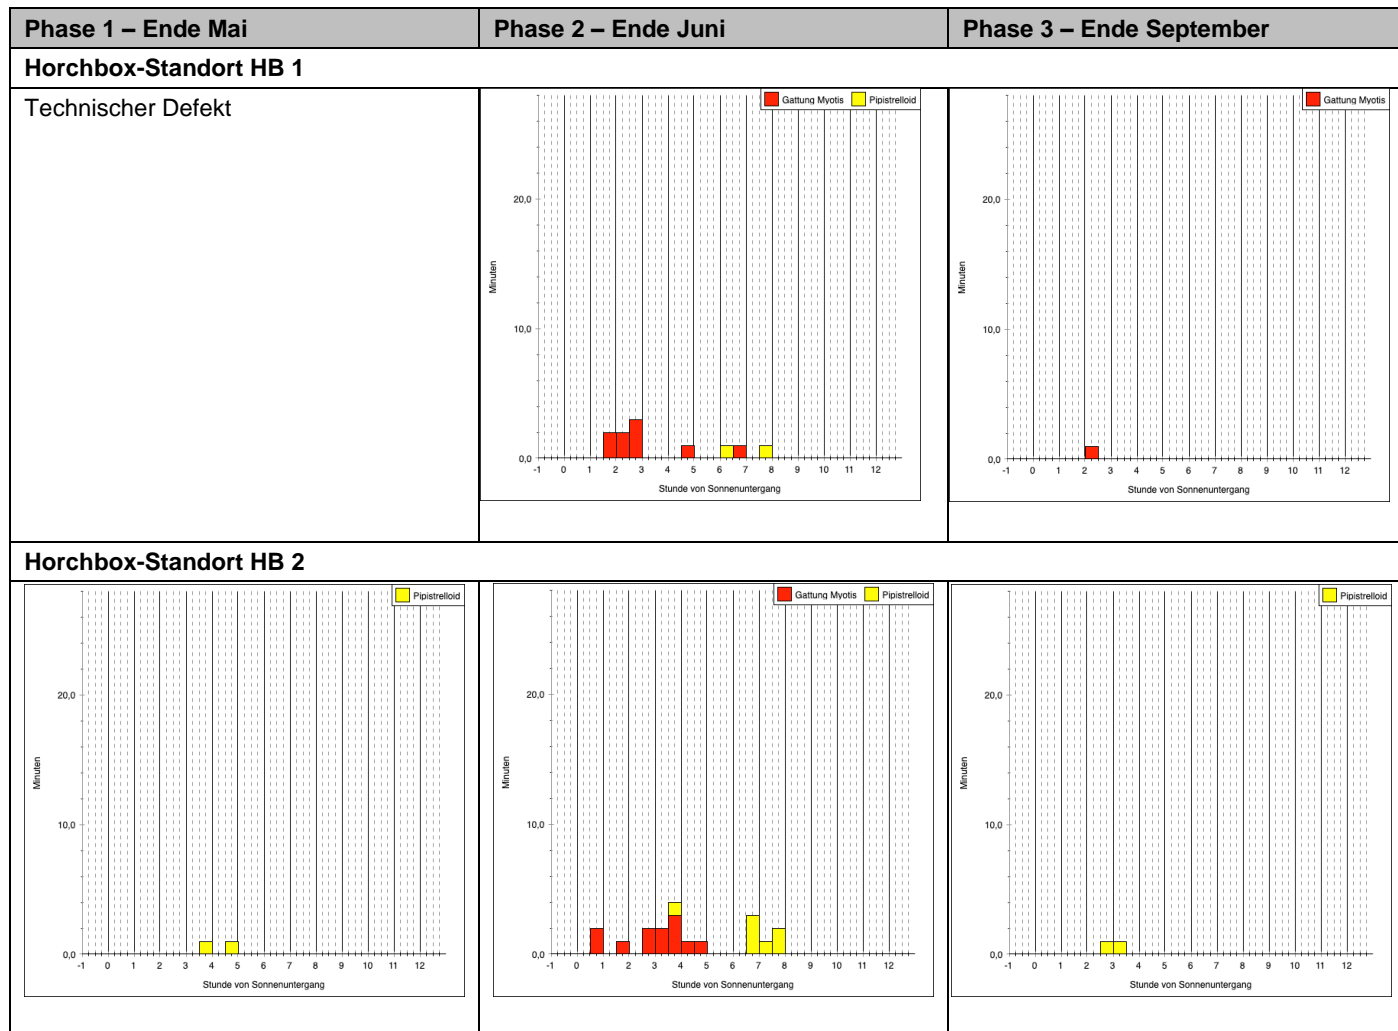 Phase 1 – Ende Mai
Phase 2 – Ende Juni
Phase 3 – Ende September
Horchbox-Standort HB 1
Technischer Defekt
Gattung Myotis Pipistrelloid
20,0
Minuten
10,0
0,0
-1 0 1 2 3 4 5 6 7 8 9 10 11 12
Stunde von Sonnenuntergang
Gattung Myotis
20,0
Minuten
10,0
0,0
-1 0 1 2 3 4 5 6 7 8 9 10 11 12
Stunde von Sonnenuntergang
Horchbox-Standort HB 2
Pipistrelloid
20,0
Minuten
10,0
0,0
-1 0 1 2 3 4 5 6 7 8 9 10 11 12
Stunde von Sonnenuntergang
Gattung Myotis Pipistrelloid
20,0
Minuten
10,0
0,0
-1 0 1 2 3 4 5 6 7 8 9 10 11 12
Stunde von Sonnenuntergang
Pipistrelloid
20,0
Minuten
10,0
0,0
-1 0 1 2 3 4 5 6 7 8 9 10 11 12
Stunde von Sonnenuntergang